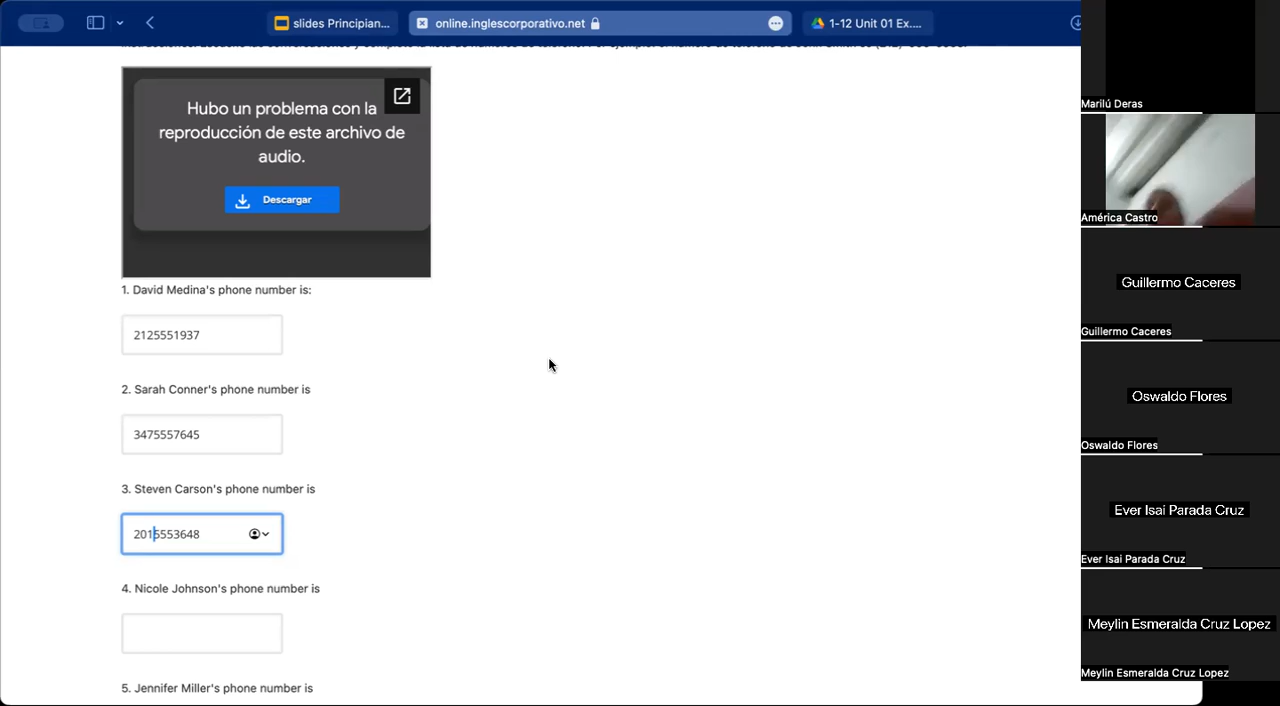 slides Principian...
online.inglescorporativo.net
1-12 Unit 01 Ex....
Hubo un problema con la
reproducción de este archivo de
audio.
Descargar
1. David Medina's phone number is:
2125551937
2. Sarah Conner's phone number is
3475557645
3. Steven Carson's phone number is
2015553648
4. Nicole Johnson's phone number is
5. Jennifer Miller's phone number is
Marilú Deras
América Castro
Guillermo Caceres
Guillermo Caceres
Oswaldo Flores
Oswaldo Flores
Ever Isai Parada Cruz
Ever Isai Parada Cruz
Meylin Esmeralda Cruz Lopez
Meylin Esmeralda Cruz Lopez